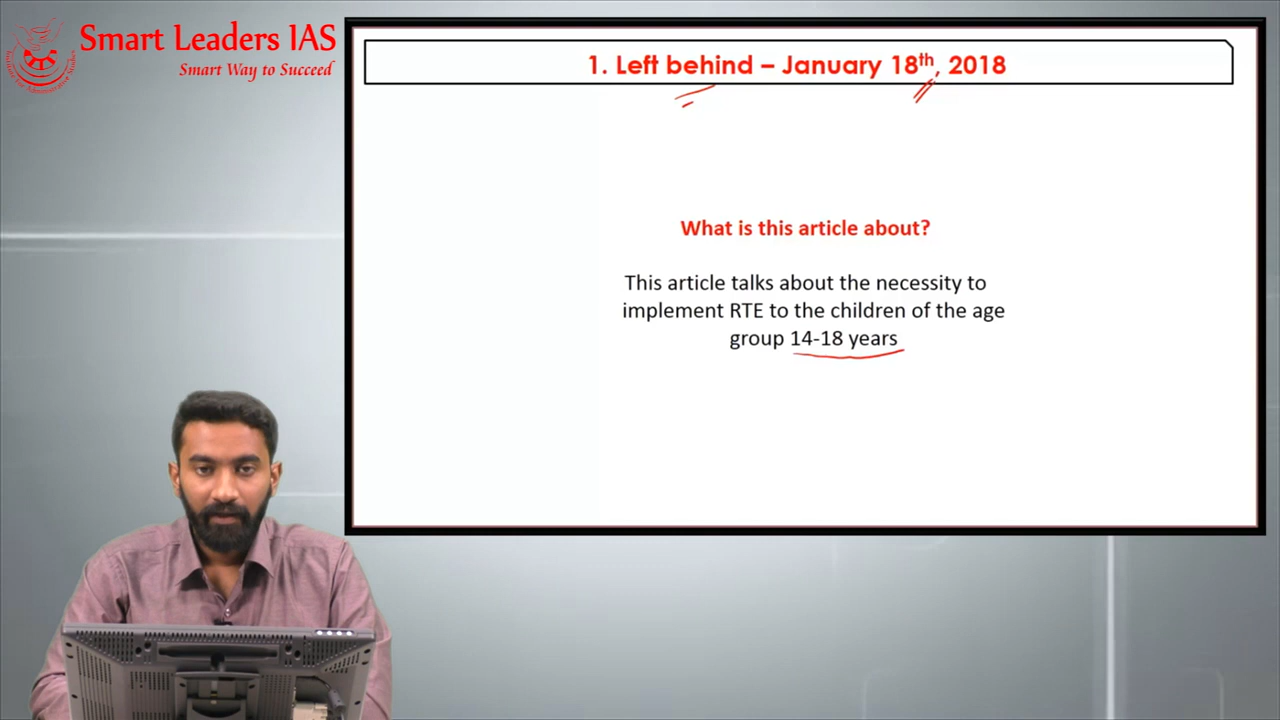 Smart Leaders IAS
Smart Way to Succeed
1. Left behind – January 18th, 2018
What is this article about?
This article talks about the necessity to
implement RTE to the children of the age
group 14-18 years